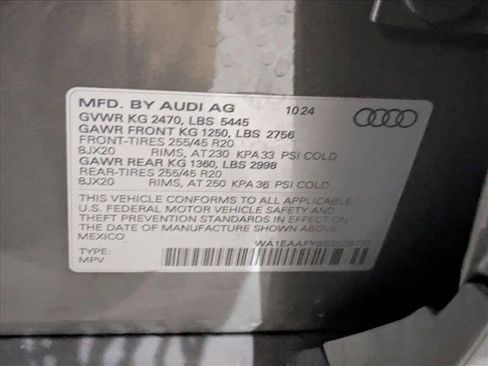 MFD. BY AUDI AG 10 24
GVWR KG 2470, LBS 5445
GAWR FRONT KG 1250, LBS 2756
FRONT-TIRES 255/45 R20
BJX20 RIMS, AT 230 KPA 33 PSI COLD
GAWR REAR KG 1360, LBS 2998
REAR-TIRES 255/45 R20
BJX20 RIMS, AT 250 KPA 36 PSI COLD
THIS VEHICLE CONFORMS TO ALL APPLICABLE
U.S. FEDERAL MOTOR VEHICLE SAFETY AND
THEFT PREVENTION STANDARDS IN EFFECT ON
THE DATE OF MANUFACTURE SHOWN ABOVE
MEXICO.
TYPE:
MPV